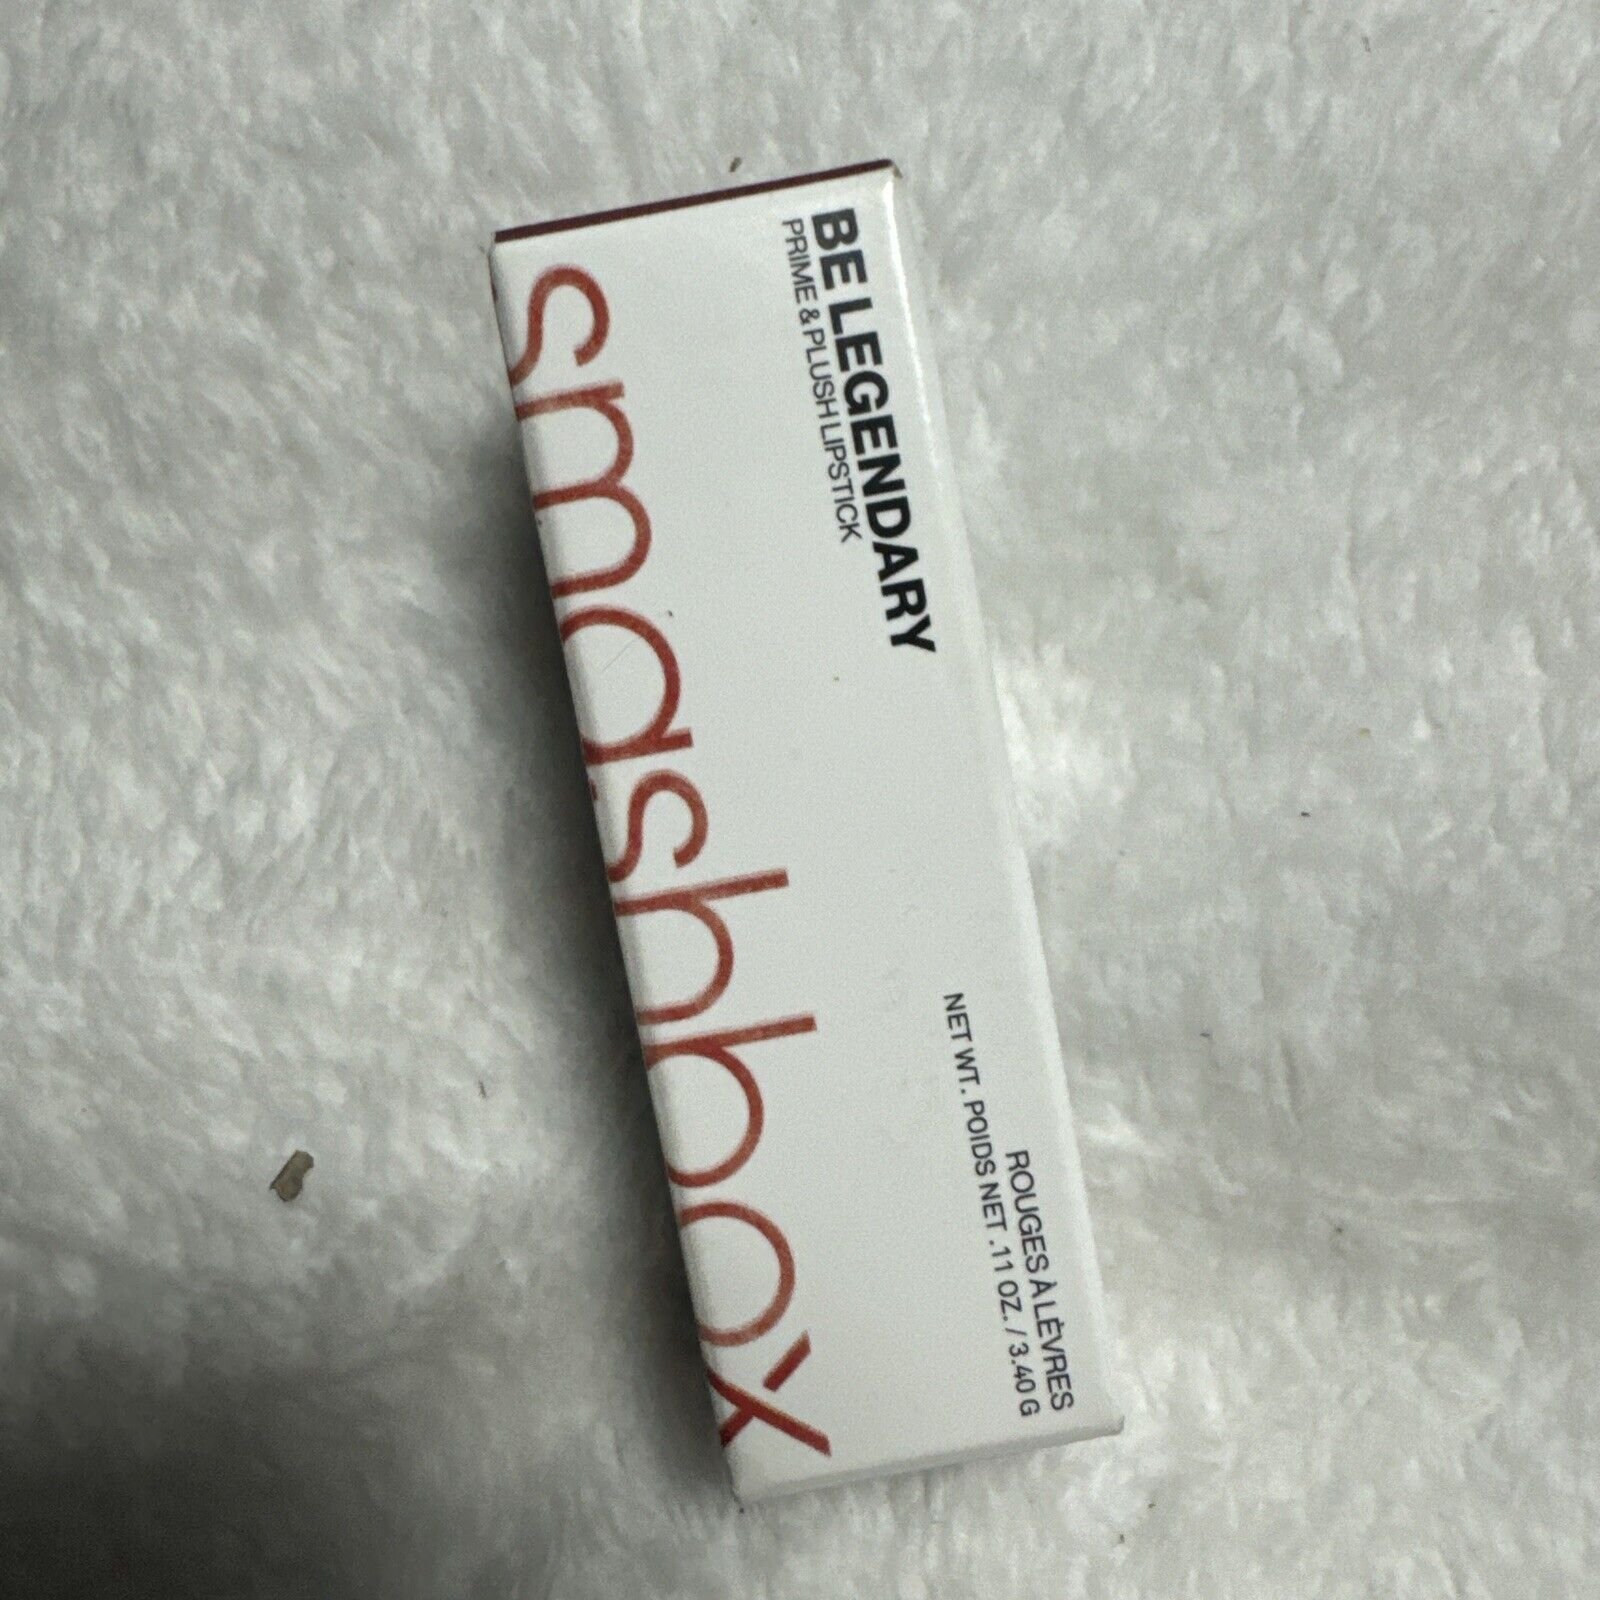 BE LEGENDARY
PRIME & PLUSH LIPSTICK
smashbox
ROUGES À LÈVRES
NET WT. POIDS NET .11 OZ. / 3.40 G